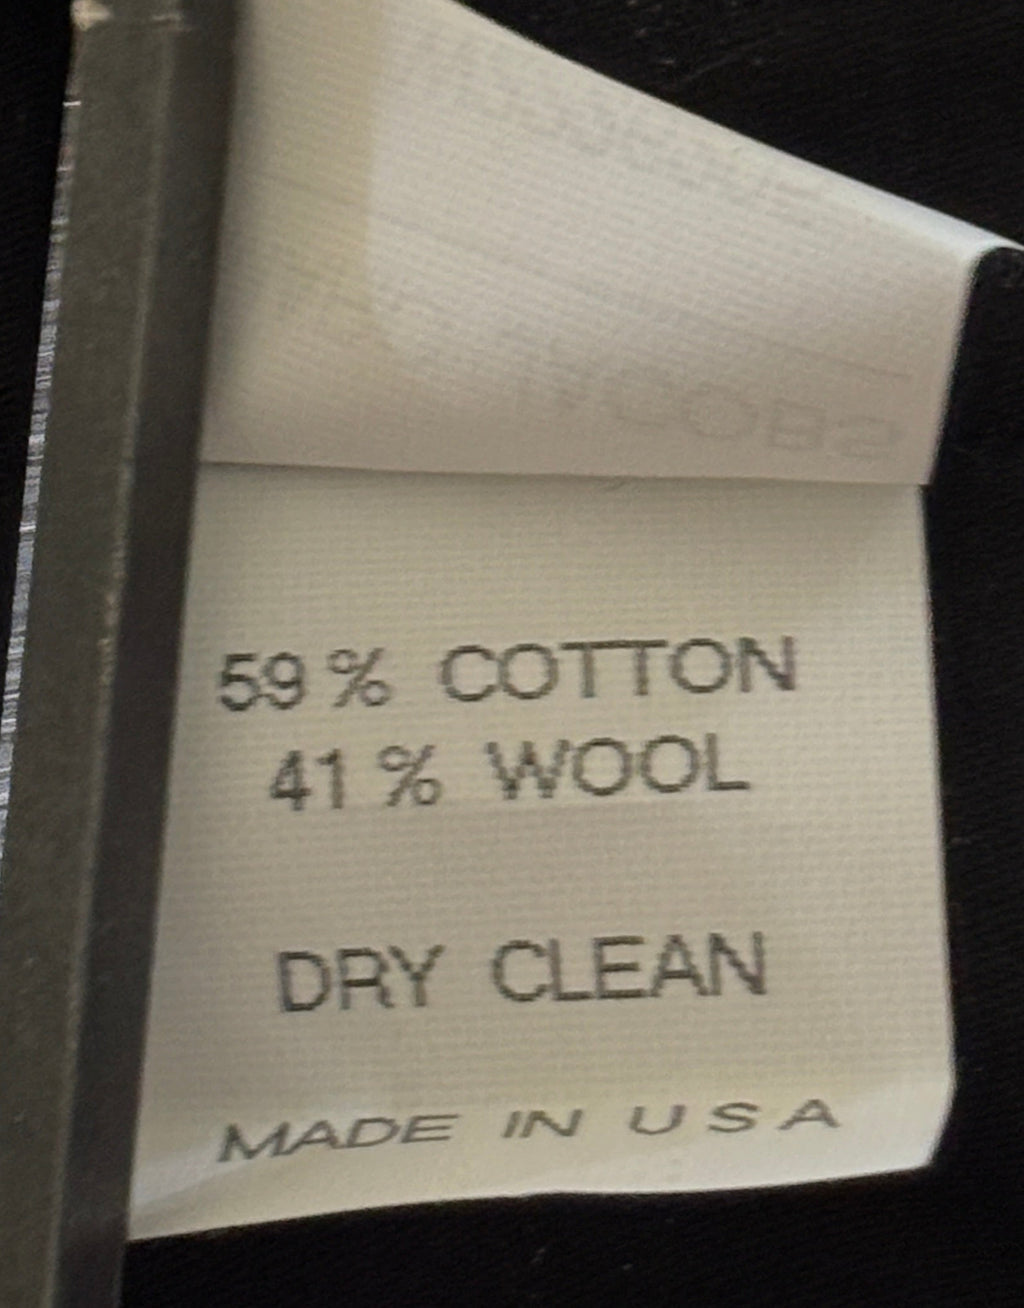 59% COTTON
41% WOOL
DRY CLEAN
MADE IN USA